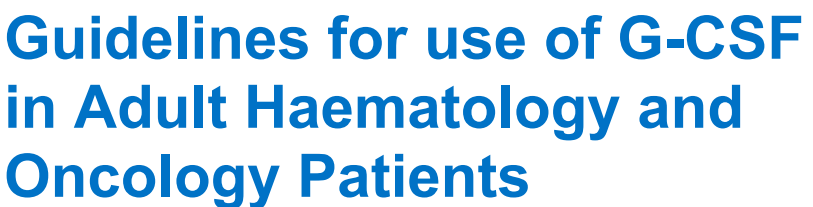 Guidelines for use of G-CSF
in Adult Haematology and
Oncology Patients